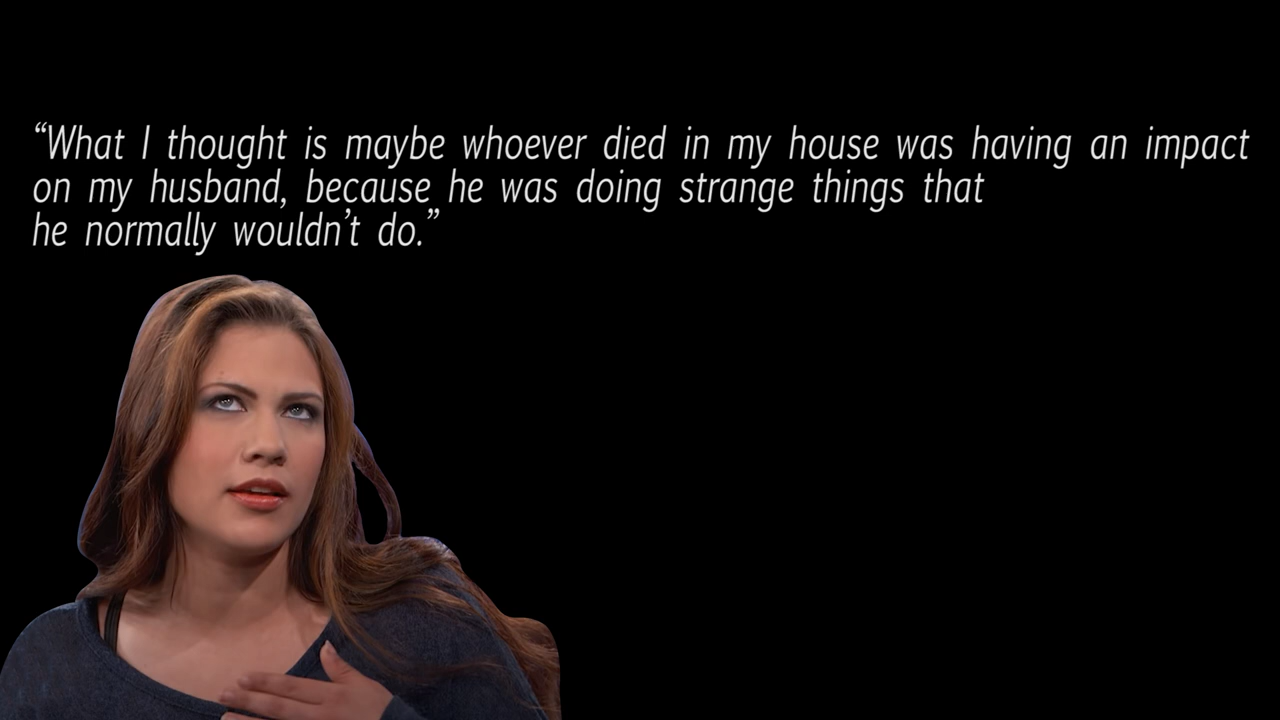 “What I thought is maybe whoever died in my house was having an impact
on my husband, because he was doing strange things that
he normally wouldn’t do.”